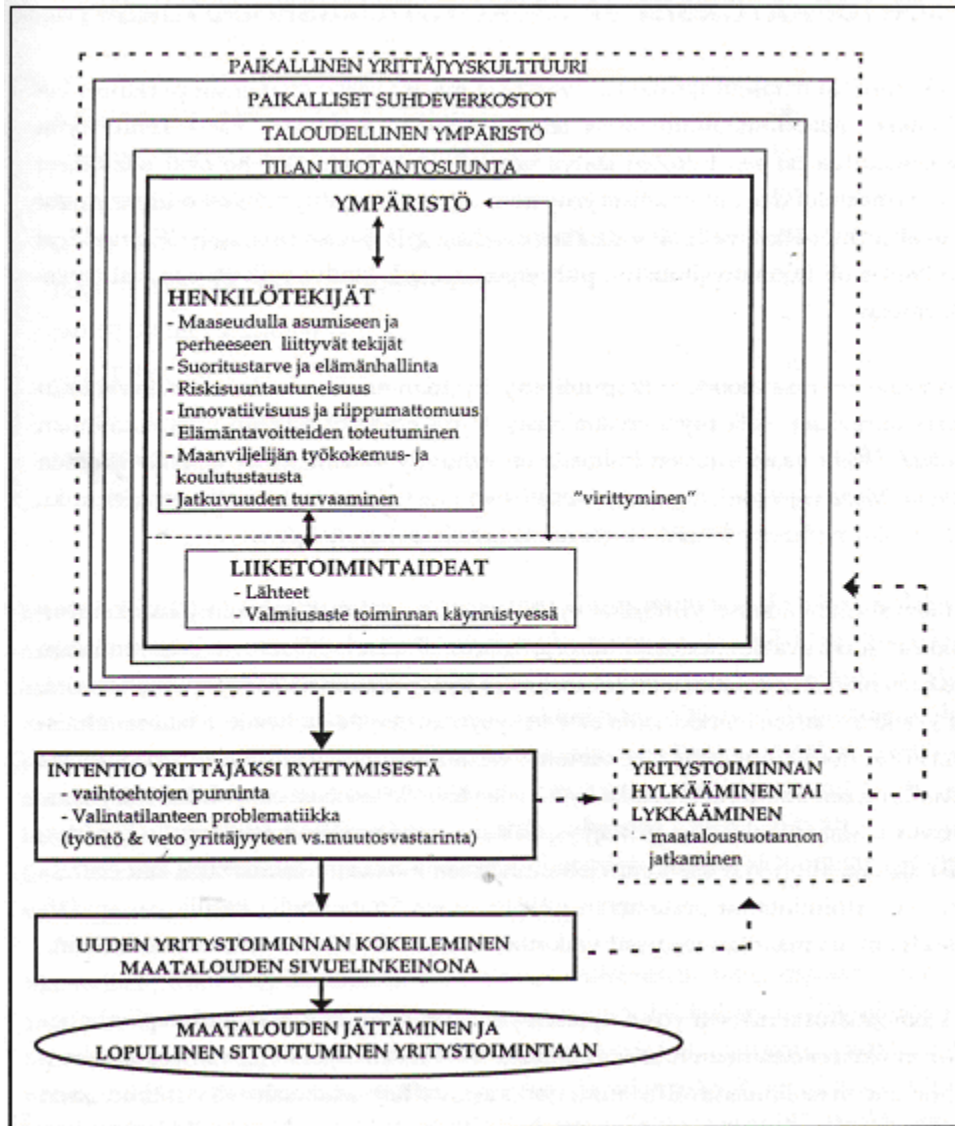 PAIKALLINEN YRITTÄJYYSKULTTUURI
PAIKALLISET SUHDEVERKOSTOT
TALOUDELLINEN YMPÄRISTÖ
TILAN TUOTANTOSUUNTA
YMPÄRISTÖ
HENKILÖTEKIJÄT
- Maaseudulla asumiseen ja
perheeseen liittyvät tekijät
- Suoritustarve ja elämänhallinta
- Riskisuuntautunelsuus
- Innovatiivisuus ja riippumattomuus
- Elämäntavoitteiden toteutuminen
- Maanviljelijän työkokemus- ja
koulutustausta
- Jatkuvuuden turvaaminen
"virittyminen"
LIIKETOIMINTAIDEAT
- Lähteet
- Valmiusaste toiminnan käynnistyessä
INTENTIO YRITTÄJÄKSI RYHTYMISESTÄ
- vaihtoehtojen punninta
- Valintatilanteen problematiikka
(työntö & veto yrittäjyyteen vs.muutosvastarinta)
YRITYSTOIMINNAN
HYLKÄÄMINEN TAI
LYKKÄÄMINEN
- maataloustuotannon
jatkaminen
UUDEN YRITYSTOIMINNAN KOKEILEMINEN
MAATALOUDEN SIVUELINKEINONA
MAATALOUDEN JÄTTÄMINEN JA
LOPULLINEN SITOUTUMINEN YRITYSTOIMINTAAN